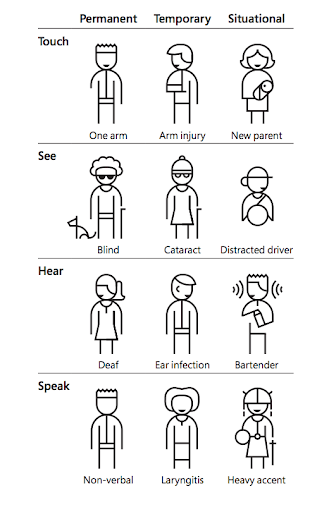 Permanent Temporary Situational
Touch
One arm Arm injury New parent
See
Blind Cataract Distracted driver
Hear
Deaf Ear infection Bartender
Speak
Non-verbal Laryngitis Heavy accent